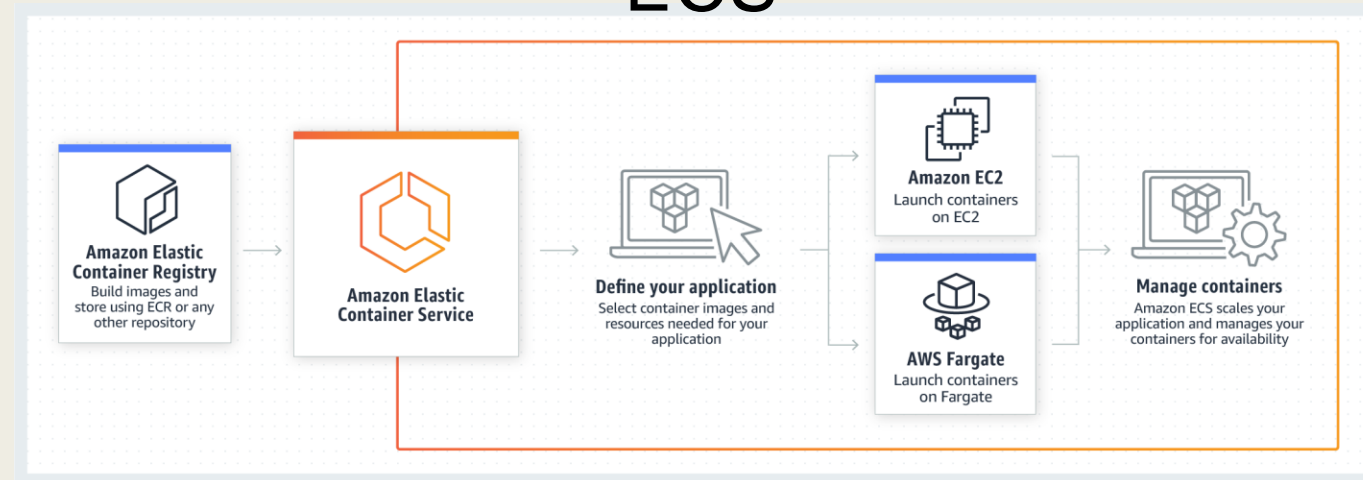 ECS
Amazon Elastic
Container Registry
Build images and
store using ECR or any
other repository
Amazon Elastic
Container Service
Define your application
Select container images and
resources needed for your
application
Amazon EC2
Launch containers
on EC2
AWS Fargate
Launch containers
on Fargate
Manage containers
Amazon ECS scales your
application and manages your
containers for availability